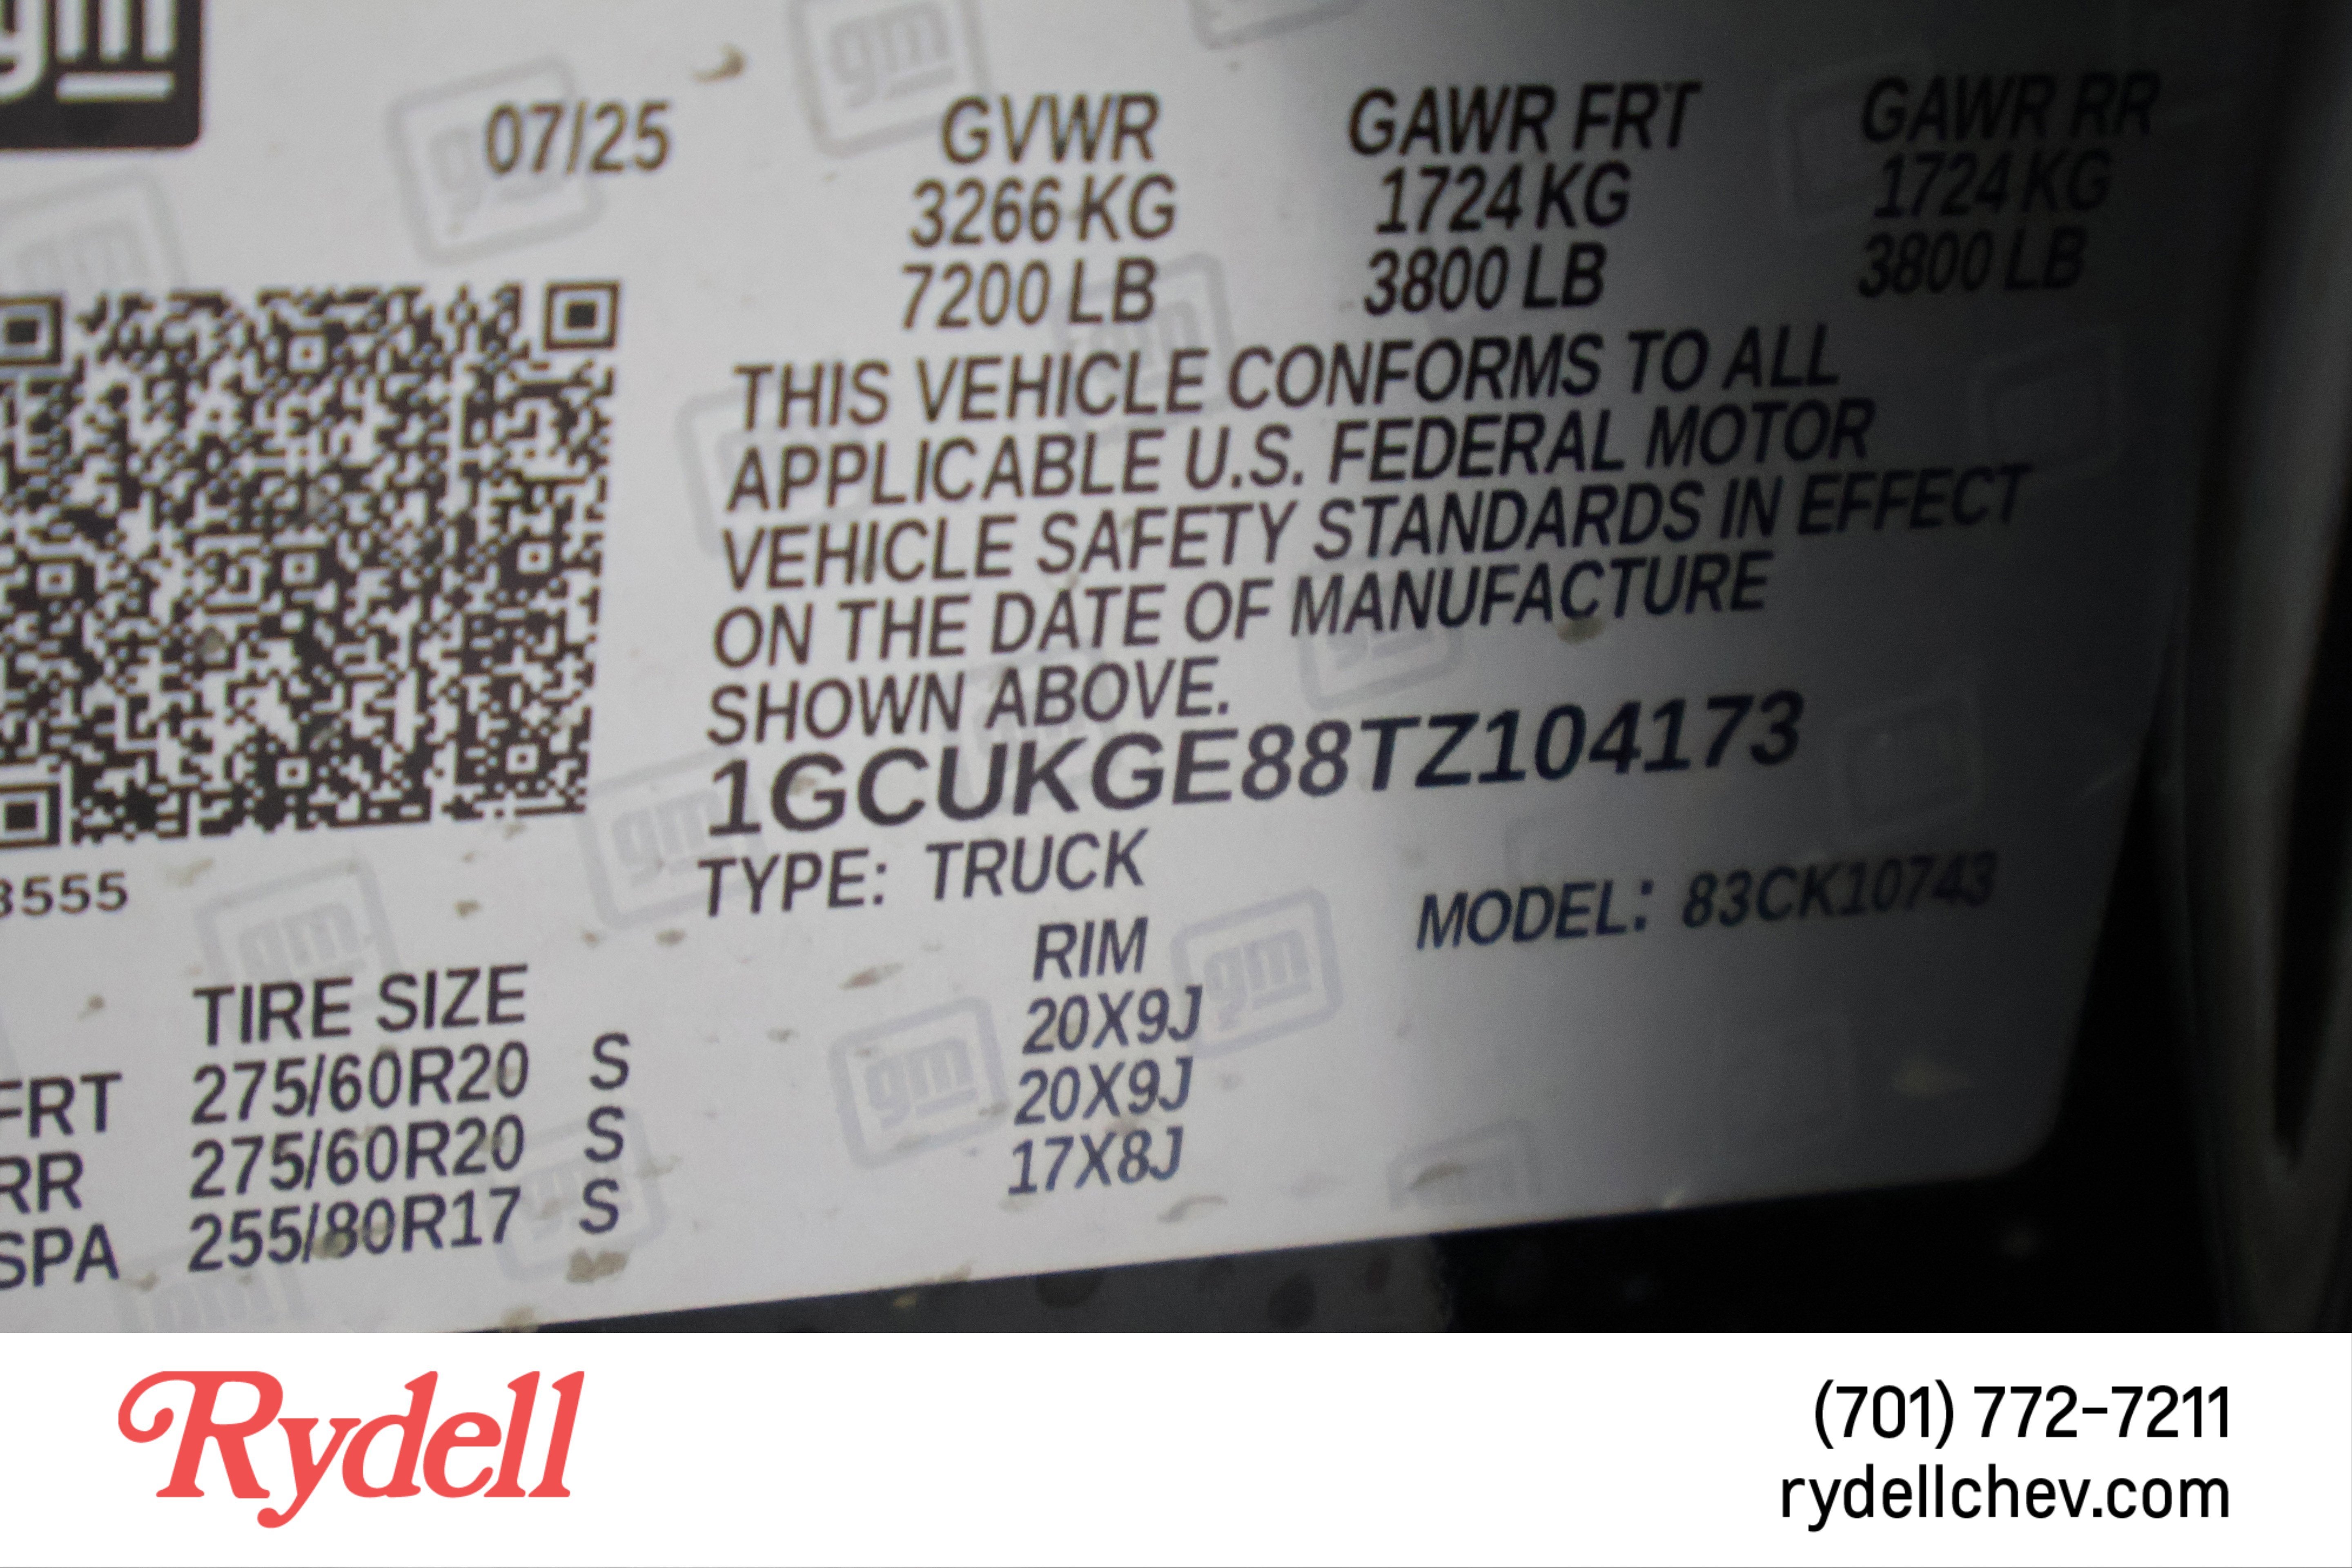 gm
07/25 GVWR GAWR FRT GAWR RR
3266 KG 1724 KG 1724 KG
7200 LB 3800 LB 3800 LB
THIS VEHICLE CONFORMS TO ALL
APPLICABLE U.S. FEDERAL MOTOR
VEHICLE SAFETY STANDARDS IN EFFECT
ON THE DATE OF MANUFACTURE
SHOWN ABOVE.
1GCUKGE88TZ104173
TYPE: TRUCK
MODEL: 83CK10743
3555
TIRE SIZE RIM
FRT 275/60R20 S 20X9J
RR 275/60R20 S 20X9J
SPA 255/80R17 S 17X8J
Rydell
(701) 772-7211
rydellchev.com